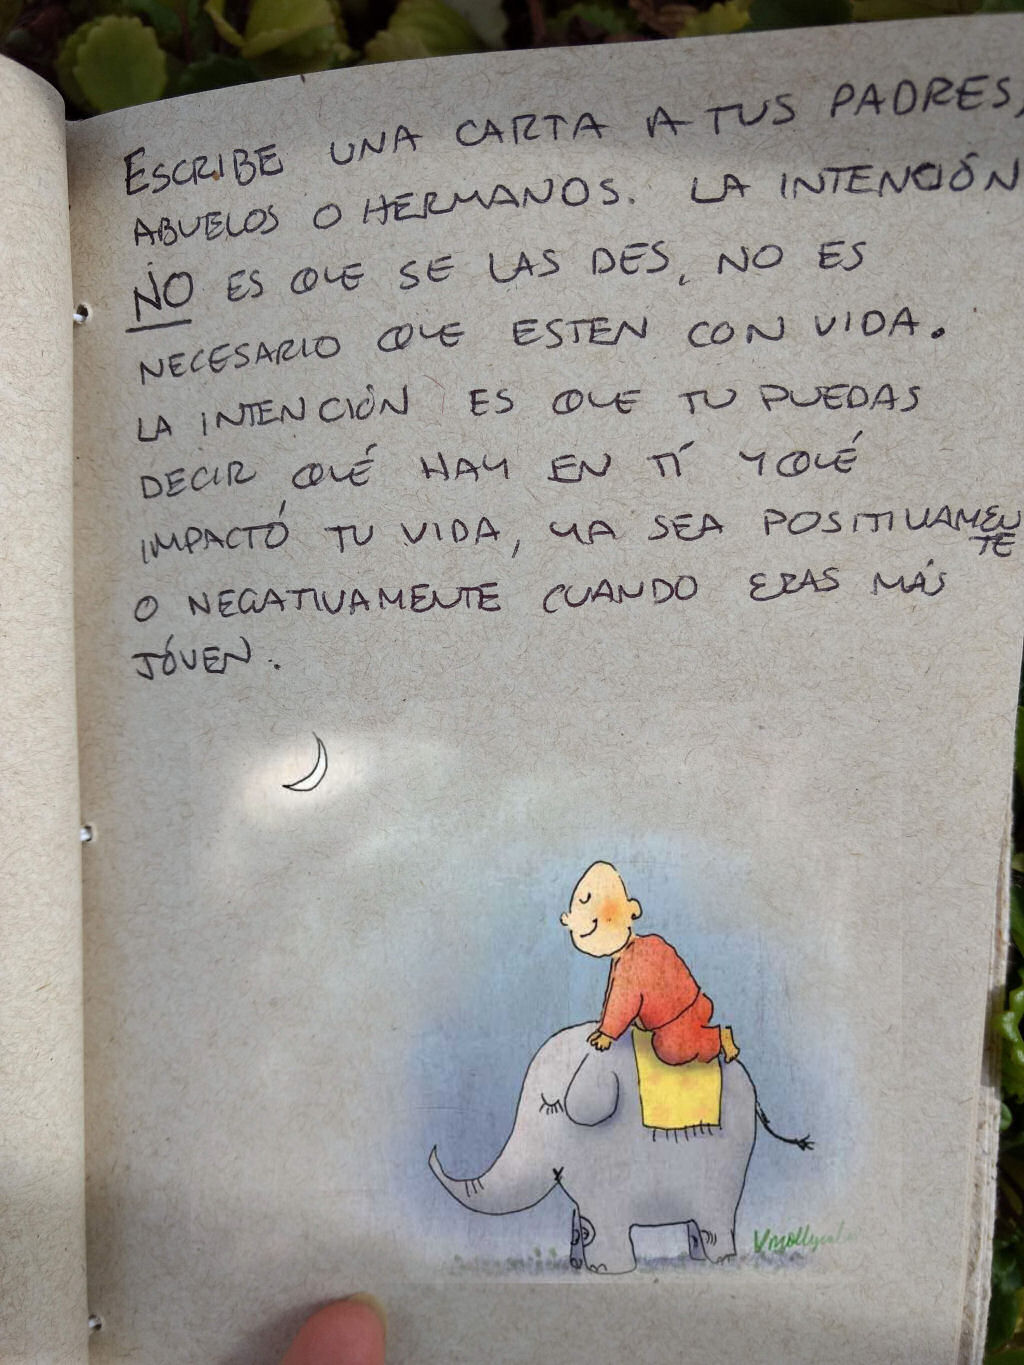 ESCRIBE UNA CARTA A TUS PADRES,
ABUELOS O HERMANOS. LA INTENCIÓN
NO ES QUE SE LAS DES, NO ES
NECESARIO QUE ESTEN CON VIDA.
LA INTENCIÓN ES QUE TU PUEDAS
DECIR QUÉ HAY EN TÍ Y QUÉ
IMPACTÓ TU VIDA, YA SEA POSITIVAMEN
TE
O NEGATIVAMENTE CUANDO ERAS MÁS
JÓVEN.